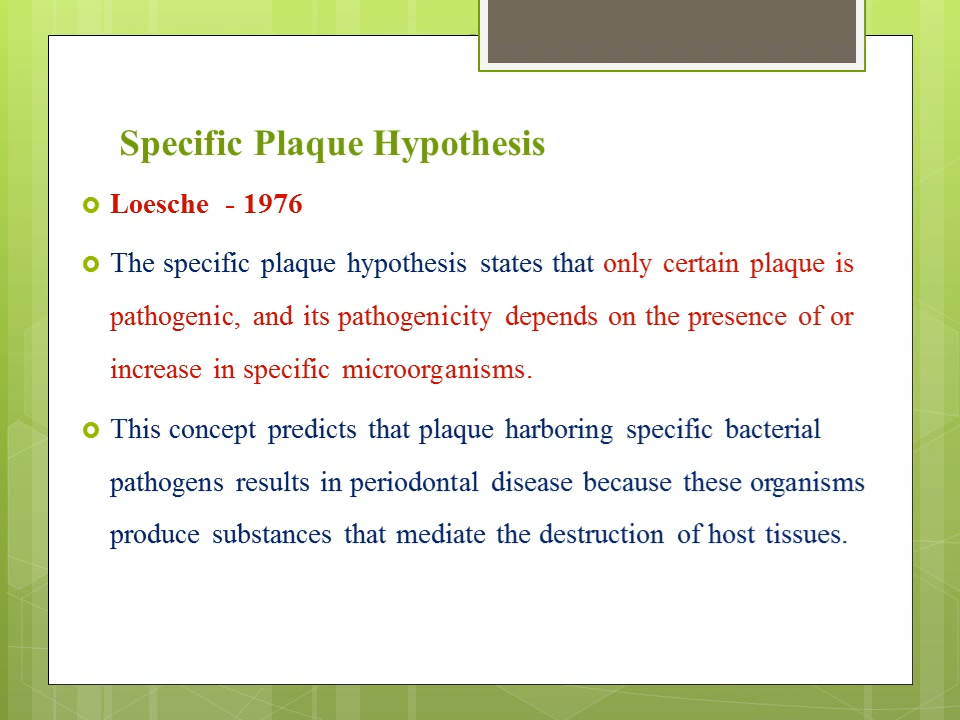 Specific Plaque Hypothesis
Loesche - 1976
The specific plaque hypothesis states that only certain plaque is
pathogenic, and its pathogenicity depends on the presence of or
increase in specific microorganisms.
This concept predicts that plaque harboring specific bacterial
pathogens results in periodontal disease because these organisms
produce substances that mediate the destruction of host tissues.